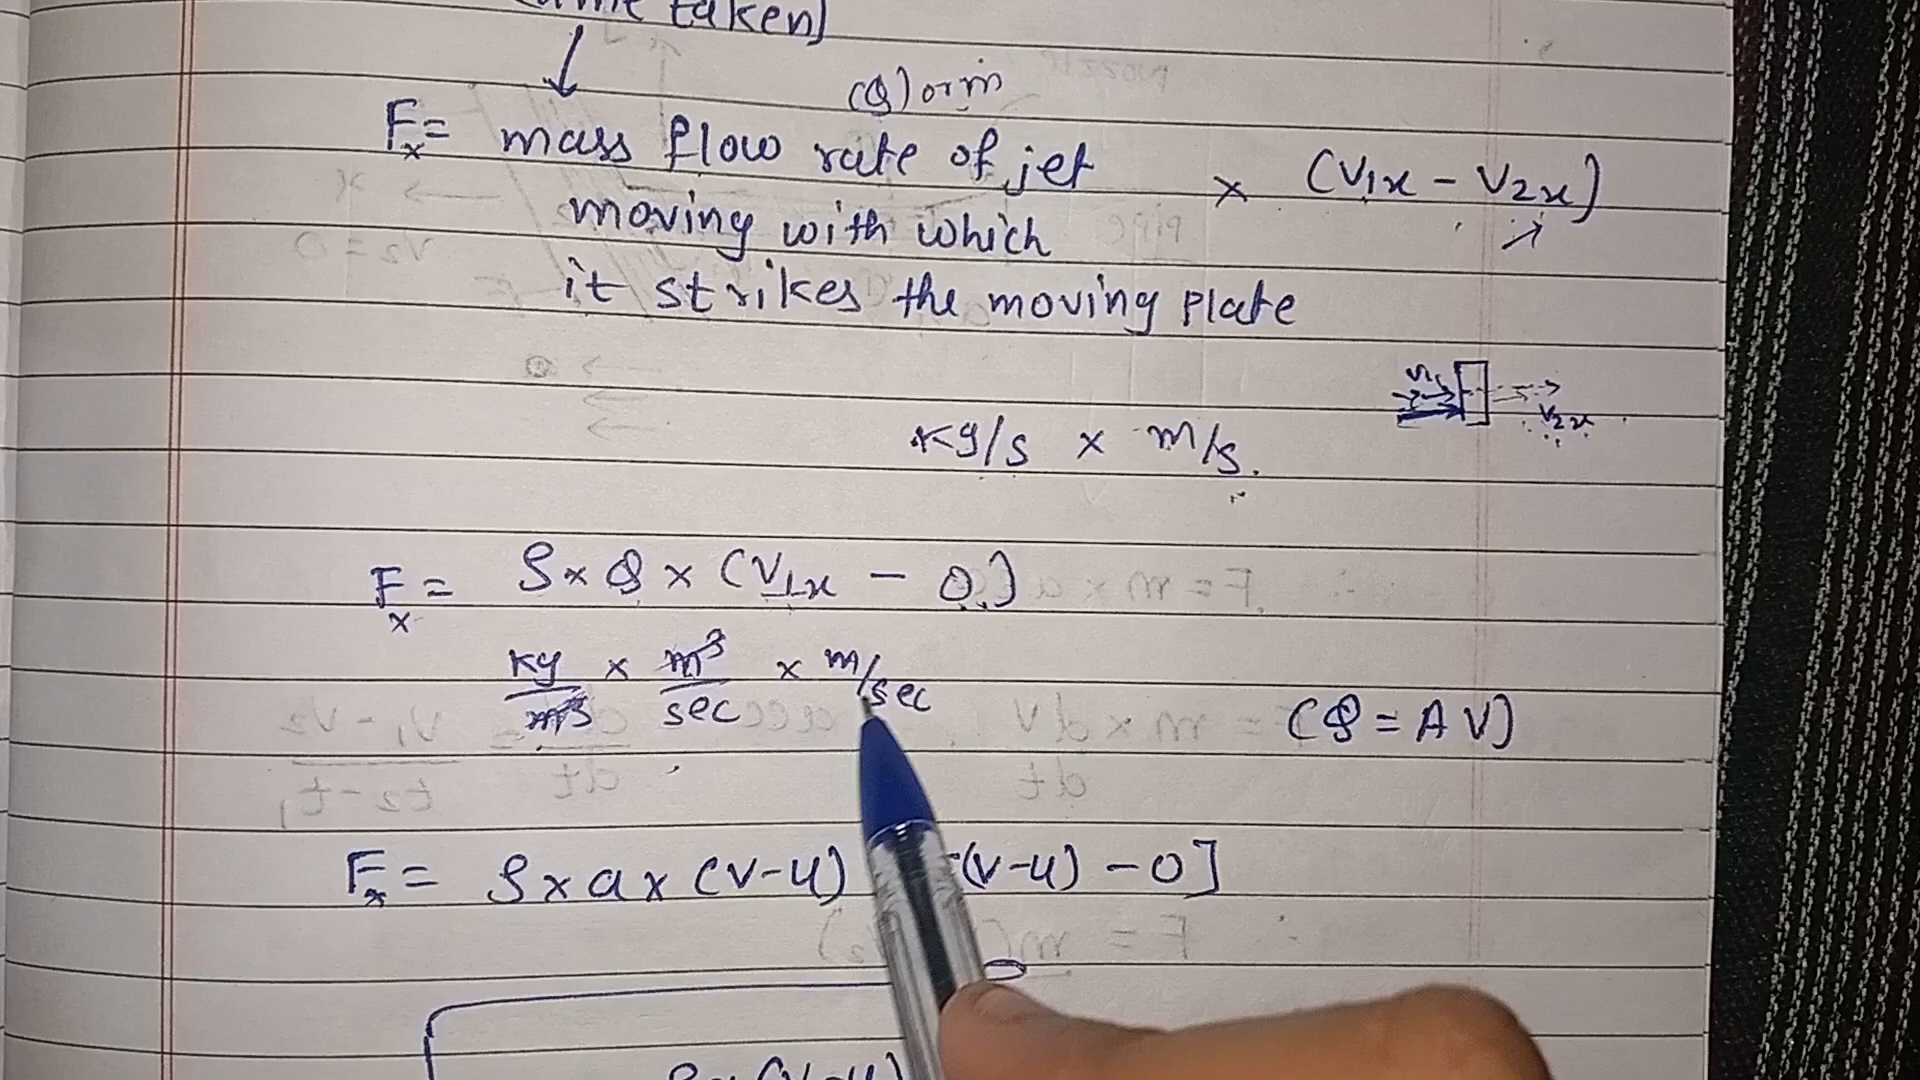 taken]
(Q) or ṁ
Fx = mass flow rate of jet × (V1x - V2x)
moving with which
it strikes the moving plate
V1 V2x
Kg/s × m/s.
Fx = ρ × Q × (V1x - 0)
Kg/m³ × m³/sec × m/sec (Q = AV)
Fx = ρ × a × (V-u) (V-u) - 0]